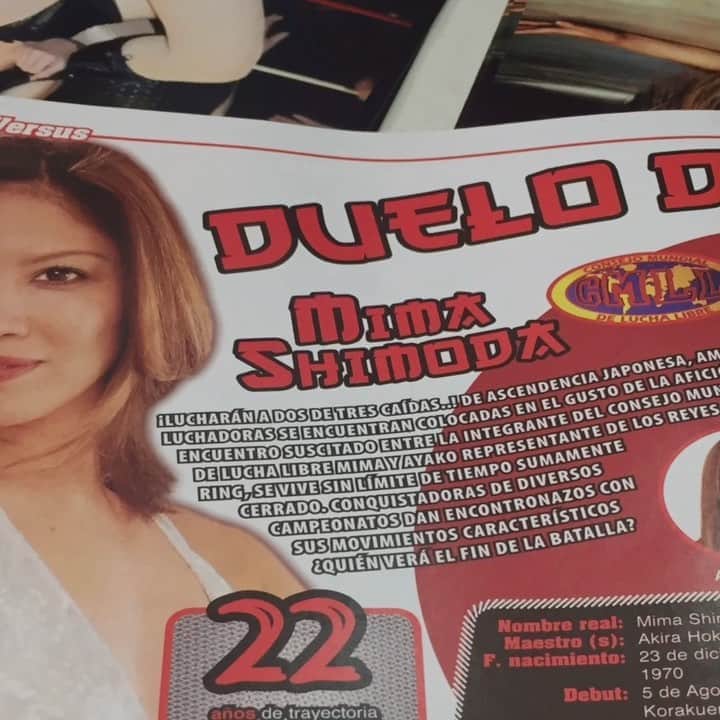 Versus
DUELO D
MIMA
SHIMODA
CONSEJO MUNDIAL
CMLL
DE LUCHA LIBRE
¡LUCHARÁN A DOS DE TRES CAÍDAS..! DE ASCENDENCIA JAPONESA, AM
LUCHADORAS SE ENCUENTRAN COLOCADAS EN EL GUSTO DE LA AFICIO
ENCUENTRO SUSCITADO ENTRE LA INTEGRANTE DEL CONSEJO MUN
DE LUCHA LIBRE MIMA Y AYAKO REPRESENTANTE DE LOS REYES
RING, SE VIVE SIN LÍMITE DE TIEMPO SUMAMENTE
CERRADO. CONQUISTADORAS DE DIVERSOS
CAMPEONATOS DAN ENCONTRONAZOS CON
SUS MOVIMIENTOS CARACTERÍSTICOS
¿QUIÉN VERÁ EL FIN DE LA BATALLA?
22
años de trayectoria
Nombre real: Mima Shi
Maestro (s): Akira Hok
F. nacimiento: 23 de dic
1970
Debut: 5 de Ago
Korakue